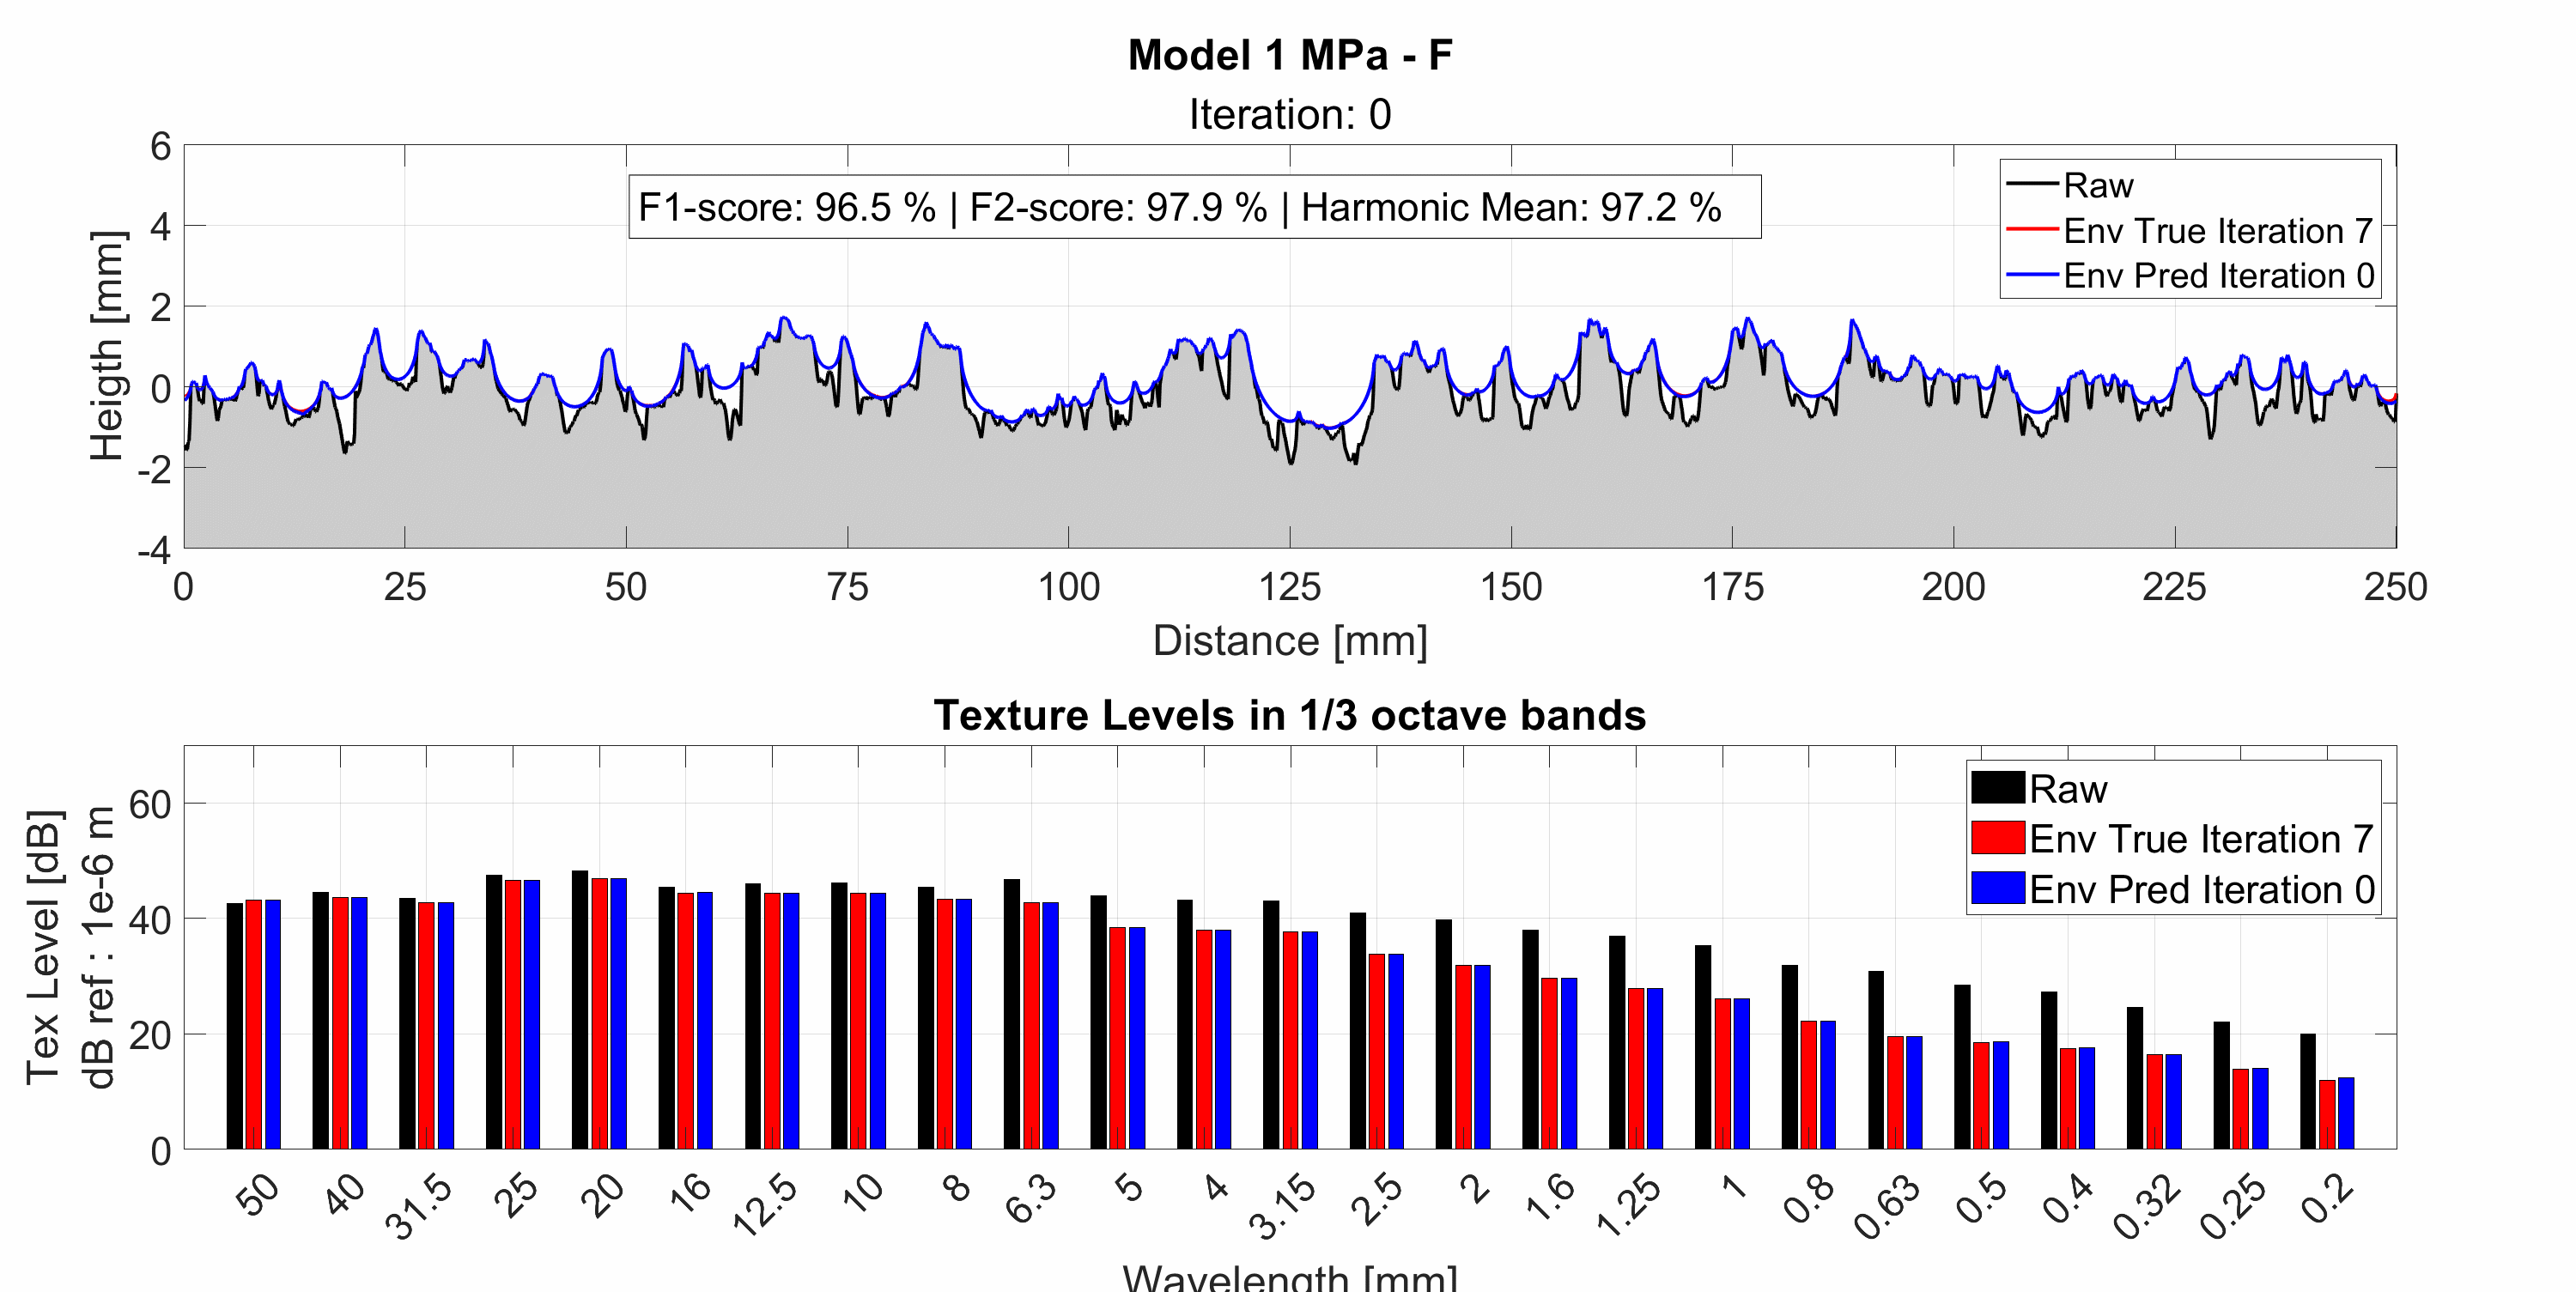 Model 1 MPa - F
Iteration: 0
F1-score: 96.5 % | F2-score: 97.9 % | Harmonic Mean: 97.2 %
Raw
Env True Iteration 7
Env Pred Iteration 0
Heigth [mm]
6
4
2
0
-2
-4
0 25 50 75 100 125 150 175 200 225 250
Distance [mm]
Texture Levels in 1/3 octave bands
Raw
Env True Iteration 7
Env Pred Iteration 0
Tex Level [dB]
dB ref : 1e-6 m
60
40
20
0
50 40 31.5 25 20 16 12.5 10 8 6.3 5 4 3.15 2.5 2 1.6 1.25 1 0.8 0.63 0.5 0.4 0.32 0.25 0.2
Wavelength [mm]